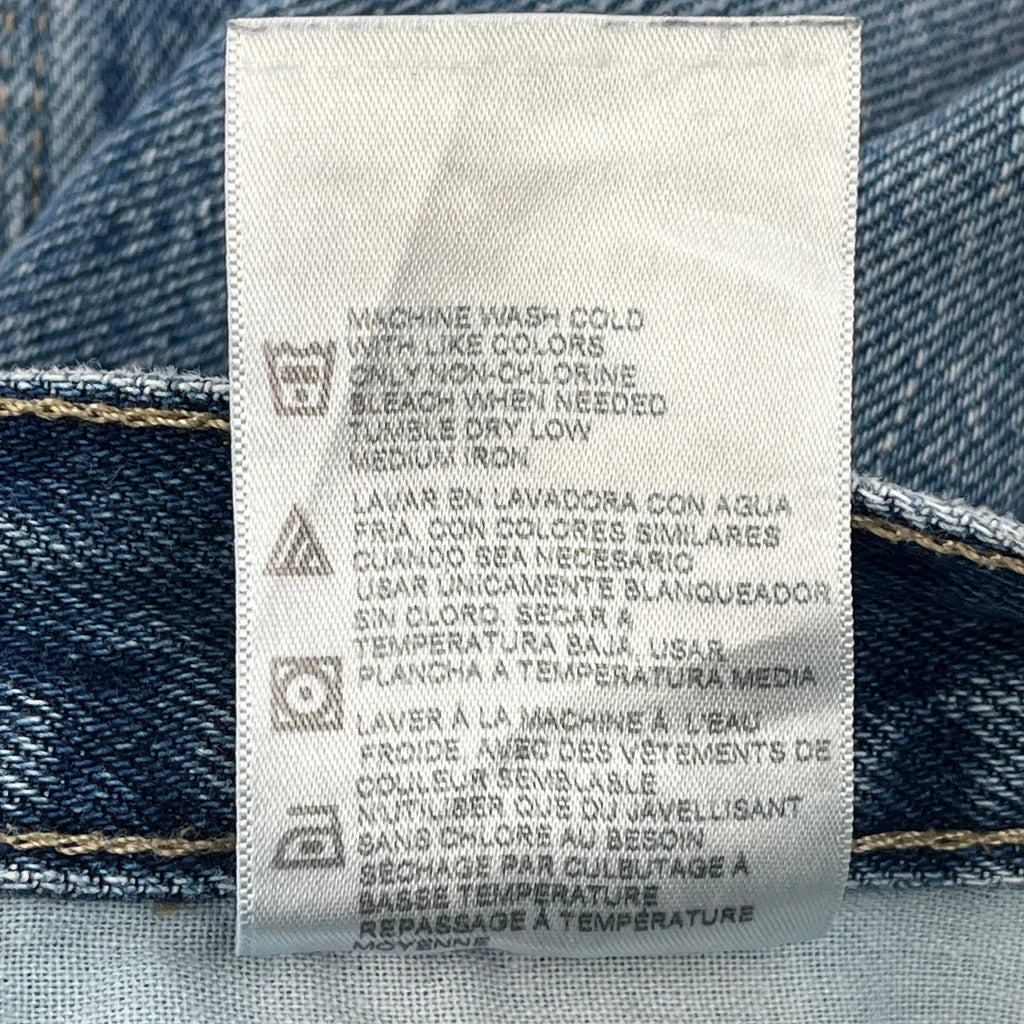 MACHINE WASH COLD
WITH LIKE COLORS
ONLY NON-CHLORINE
BLEACH WHEN NEEDED
TUMBLE DRY LOW
MEDIUM IRON
LAVAR EN LAVADORA CON AGUA
FRIA, CON COLORES SIMILARES
CUANDO SEA NECESARIO
USAR UNICAMENTE BLANQUEADOR
SIN CLORO. SECAR A
TEMPERATURA BAJA. USAR
PLANCHA A TEMPERATURA MEDIA
LAVER À LA MACHINE À L'EAU
FROIDE AVEC DES VÊTEMENTS DE
COULEUR SEMBLABLE
N'UTILISER QUE DU JAVELLISANT
SANS CHLORE AU BESOIN
SÉCHAGE PAR CULBUTAGE À
BASSE TEMPÉRATURE
REPASSAGE À TEMPÉRATURE
MOYENNE